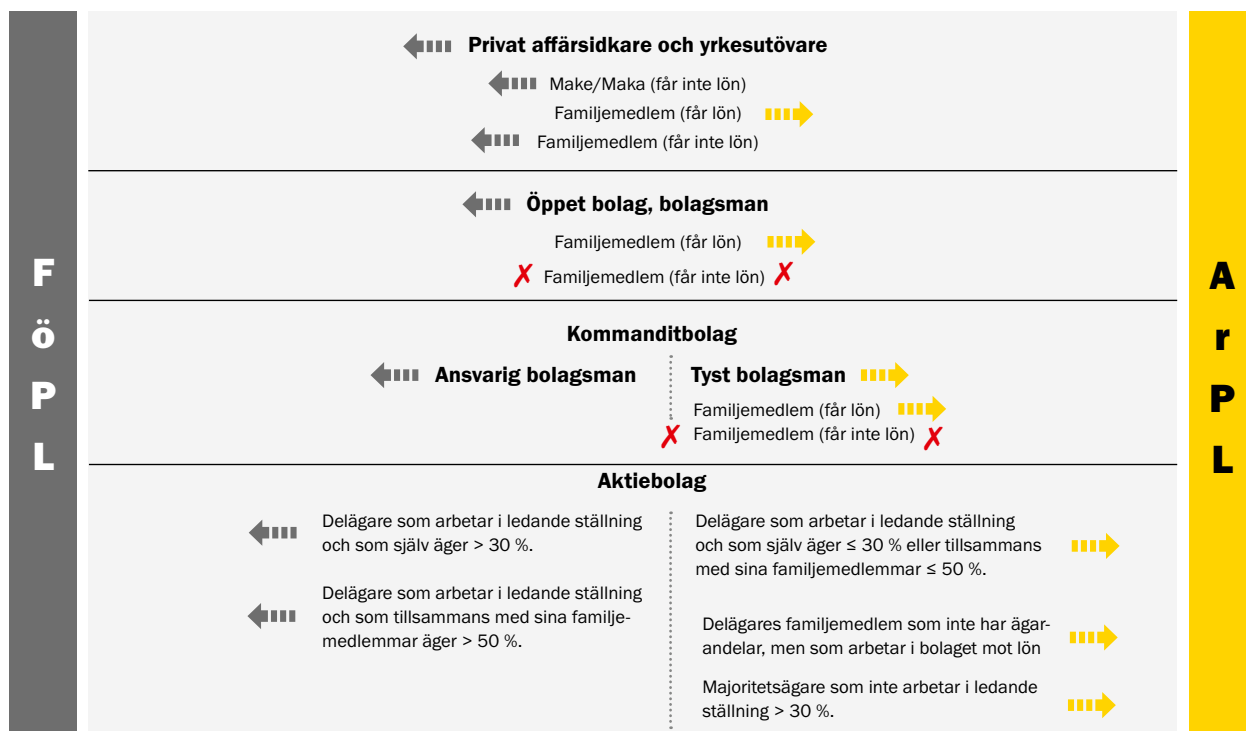 F
ö
P
L
Privat affärsidkare och yrkesutövare
Make/Maka (får inte lön)
Familjemedlem (får lön)
Familjemedlem (får inte lön)
Öppet bolag, bolagsman
Familjemedlem (får lön)
✗ Familjemedlem (får inte lön) ✗
Kommanditbolag
Ansvarig bolagsman
Tyst bolagsman
Familjemedlem (får lön)
✗ Familjemedlem (får inte lön) ✗
Aktiebolag
Delägare som arbetar i ledande ställning
och som själv äger > 30 %.
Delägare som arbetar i ledande ställning
och som tillsammans med sina familje-
medlemmar äger > 50 %.
Delägare som arbetar i ledande ställning
och som själv äger ≤ 30 % eller tillsammans
med sina familjemedlemmar ≤ 50 %.
Delägares familjemedlem som inte har ägar-
andelar, men som arbetar i bolaget mot lön
Majoritetsägare som inte arbetar i ledande
ställning > 30 %.
A
r
P
L